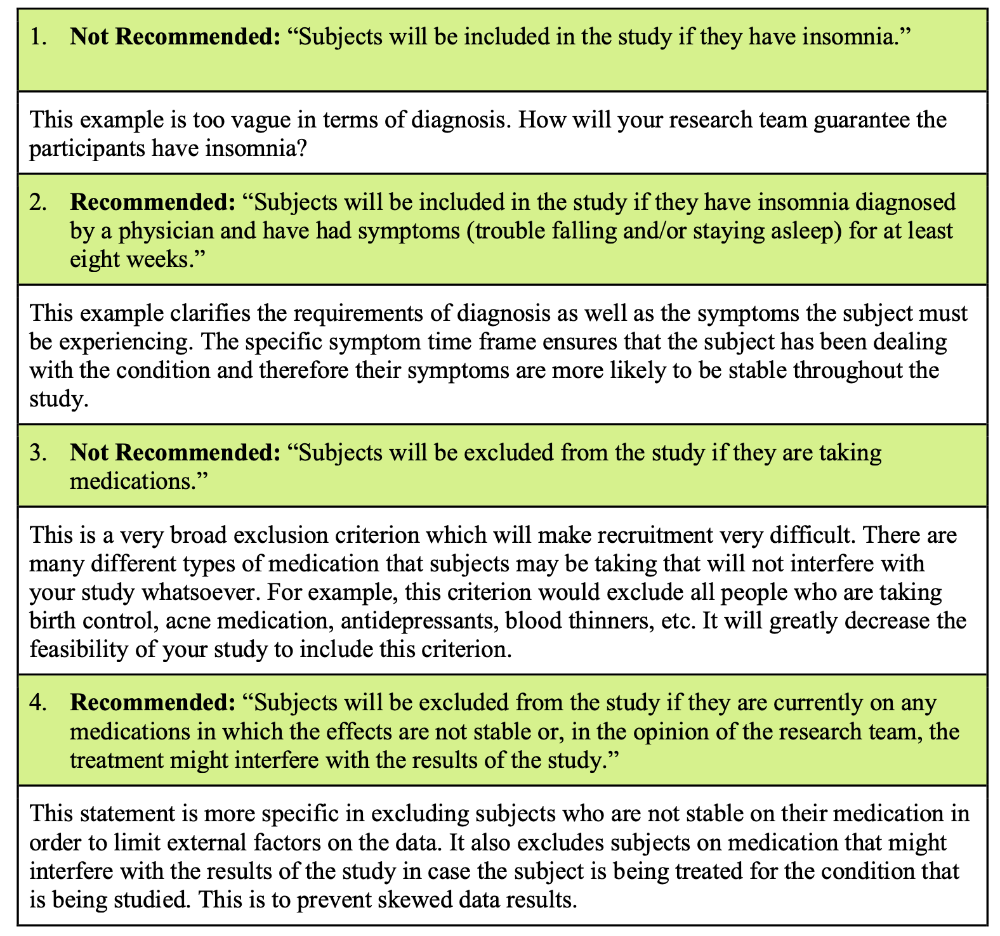 1. Not Recommended: “Subjects will be included in the study if they have insomnia.”
This example is too vague in terms of diagnosis. How will your research team guarantee the
participants have insomnia?
2. Recommended: “Subjects will be included in the study if they have insomnia diagnosed
by a physician and have had symptoms (trouble falling and/or staying asleep) for at least
eight weeks.”
This example clarifies the requirements of diagnosis as well as the symptoms the subject must
be experiencing. The specific symptom time frame ensures that the subject has been dealing
with the condition and therefore their symptoms are more likely to be stable throughout the
study.
3. Not Recommended: “Subjects will be excluded from the study if they are taking
medications.”
This is a very broad exclusion criterion which will make recruitment very difficult. There are
many different types of medication that subjects may be taking that will not interfere with
your study whatsoever. For example, this criterion would exclude all people who are taking
birth control, acne medication, antidepressants, blood thinners, etc. It will greatly decrease the
feasibility of your study to include this criterion.
4. Recommended: “Subjects will be excluded from the study if they are currently on any
medications in which the effects are not stable or, in the opinion of the research team, the
treatment might interfere with the results of the study.”
This statement is more specific in excluding subjects who are not stable on their medication in
order to limit external factors on the data. It also excludes subjects on medication that might
interfere with the results of the study in case the subject is being treated for the condition that
is being studied. This is to prevent skewed data results.